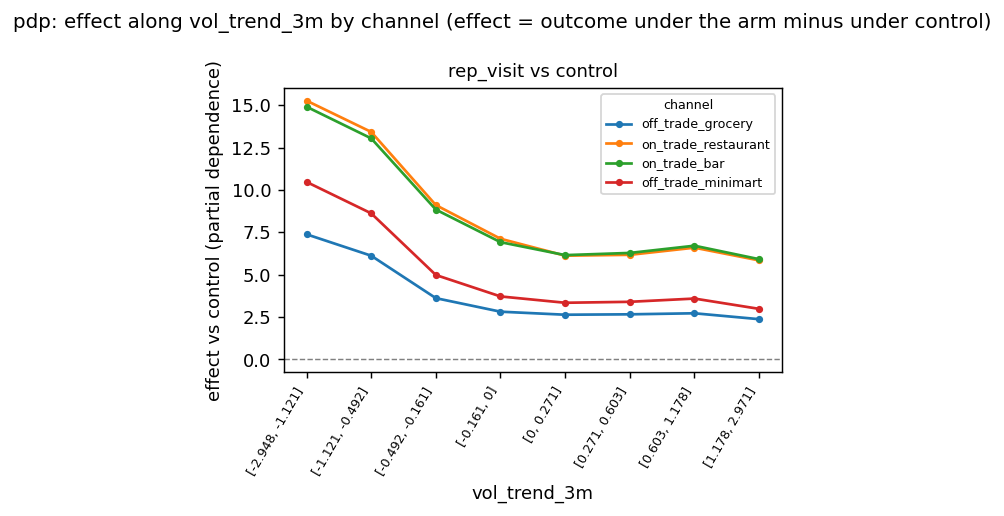 pdp: effect along vol_trend_3m by channel (effect = outcome under the arm minus under control)
rep_visit vs control
effect vs control (partial dependence)
15.0
12.5
10.0
7.5
5.0
2.5
0.0
channel
off_trade_grocery
on_trade_restaurant
on_trade_bar
off_trade_minimart
[-2.948, -1.121]
[-1.121, -0.492]
[-0.492, -0.161]
[-0.161, 0]
[0, 0.271]
[0.271, 0.603]
[0.603, 1.178]
[1.178, 2.971]
vol_trend_3m